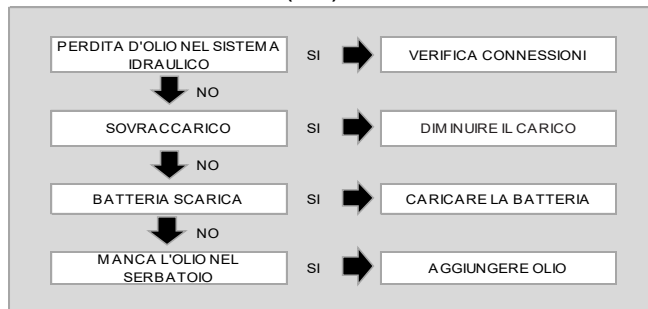 PERDITA D'OLIO NEL SISTEMA
IDRAULICO
SI
VERIFICA CONNESSIONI
NO
SOVRACCARICO
SI
DIMINUIRE IL CARICO
NO
BATTERIA SCARICA
SI
CARICARE LA BATTERIA
NO
MANCA L'OLIO NEL
SERBATOIO
SI
AGGIUNGERE OLIO